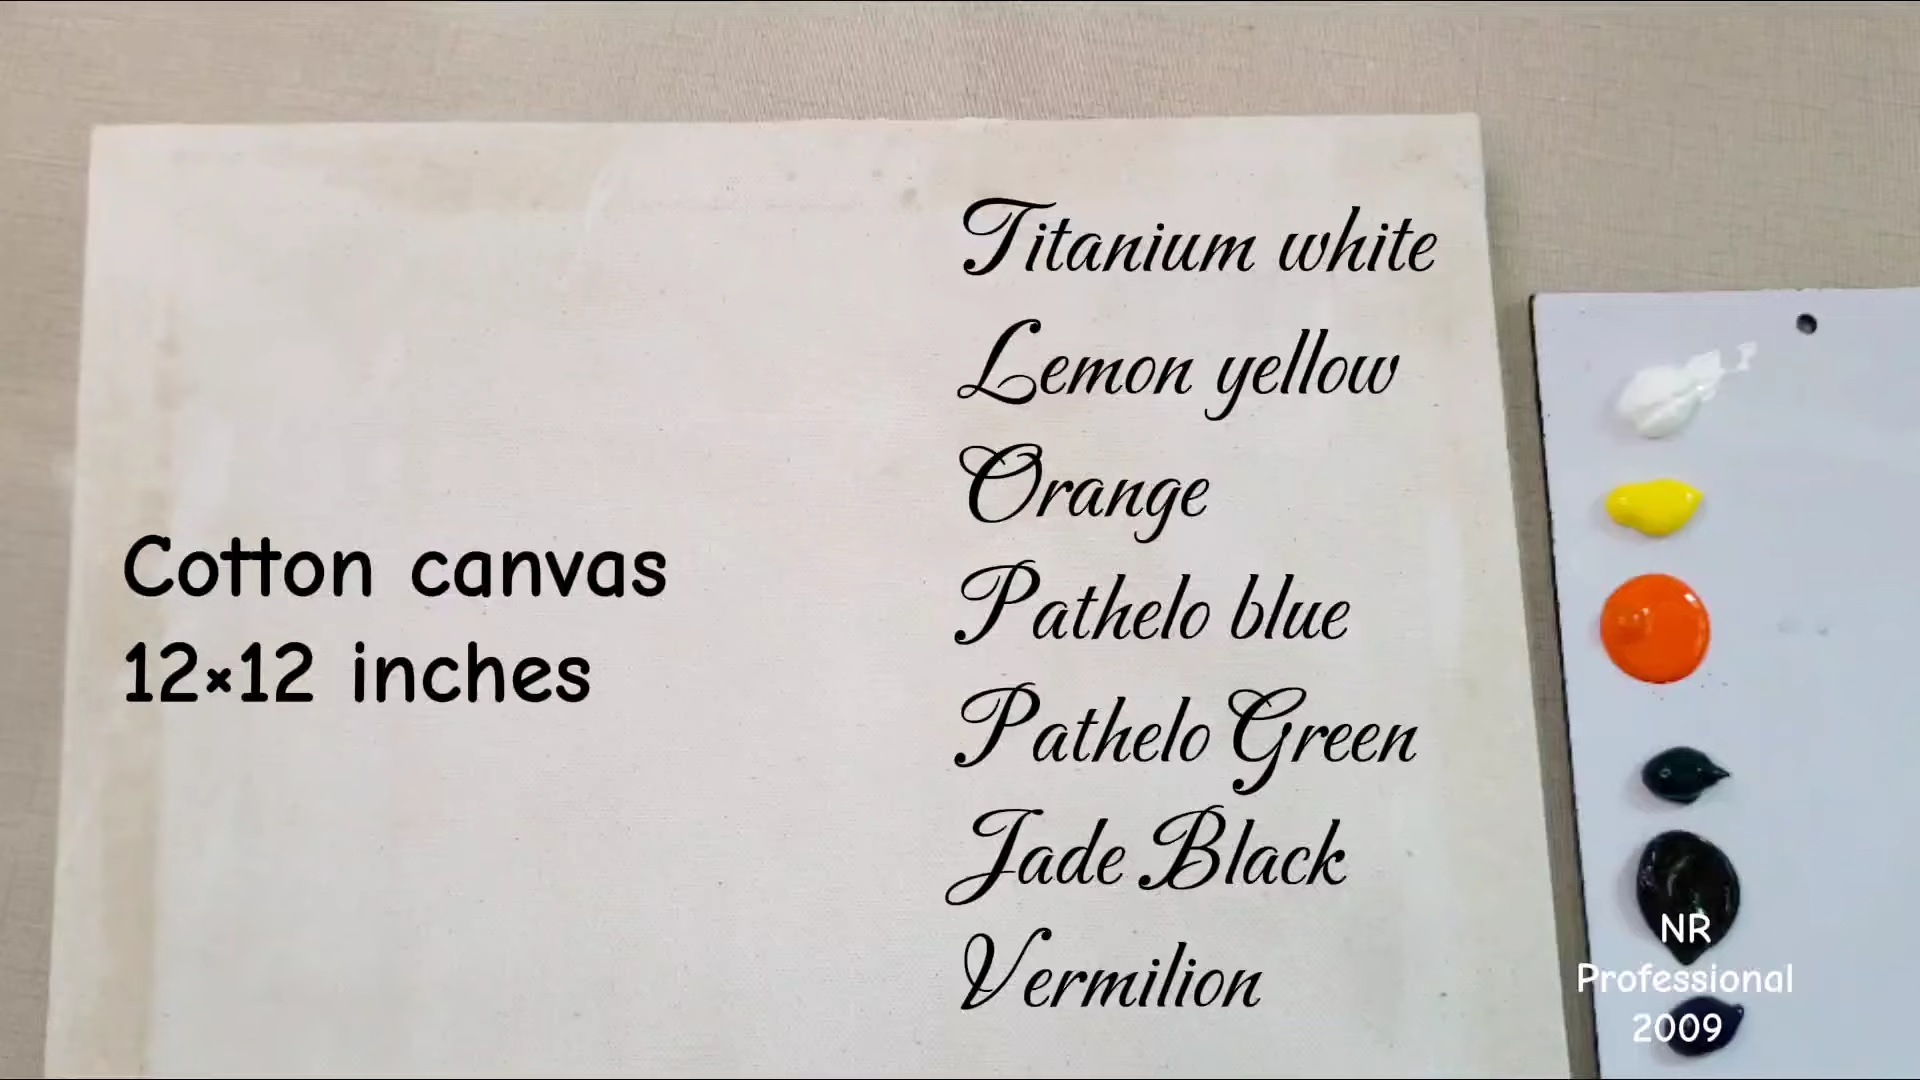 Cotton canvas
12×12 inches
Titanium white
Lemon yellow
Orange
Pathelo blue
Pathelo Green
Jade Black
Vermilion
NR
Professional
2009